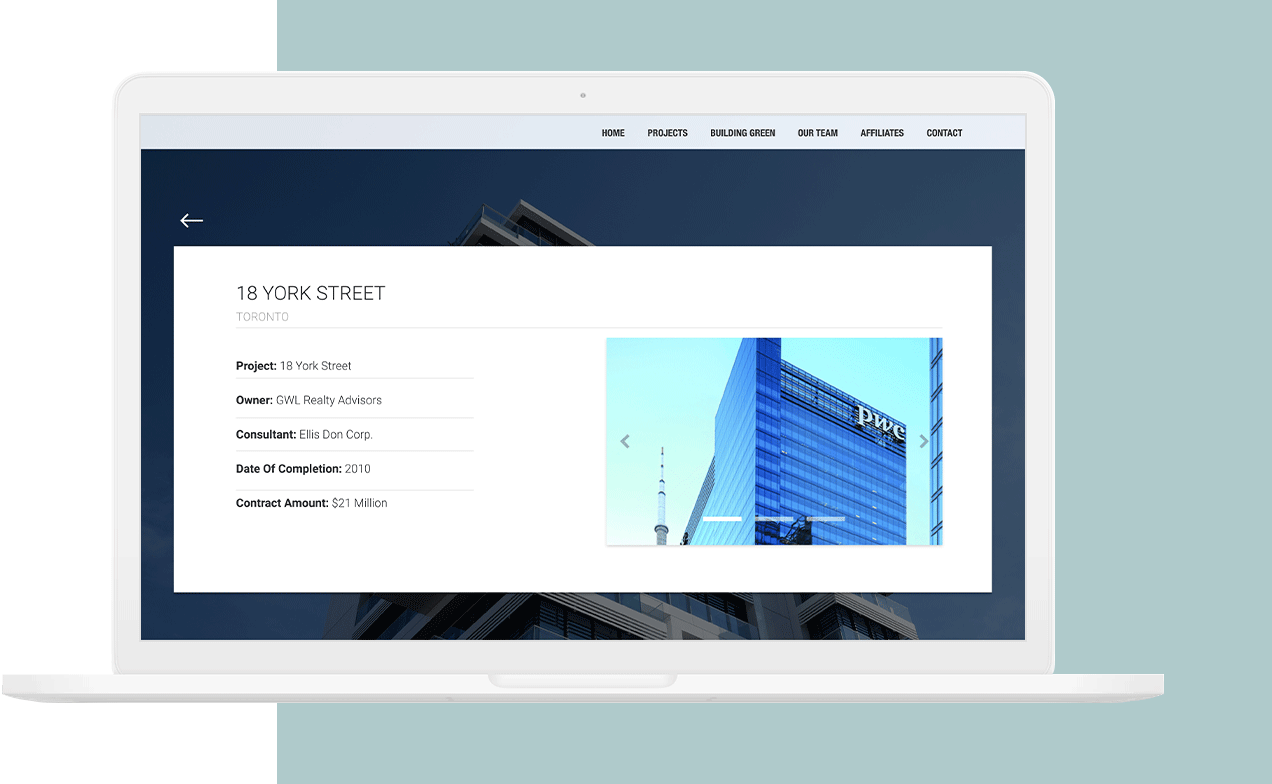 HOME PROJECTS BUILDING GREEN OUR TEAM AFFILIATES CONTACT
18 YORK STREET
TORONTO
Project: 18 York Street
Owner: GWL Realty Advisors
Consultant: Ellis Don Corp.
Date Of Completion: 2010
Contract Amount: $21 Million
pwc